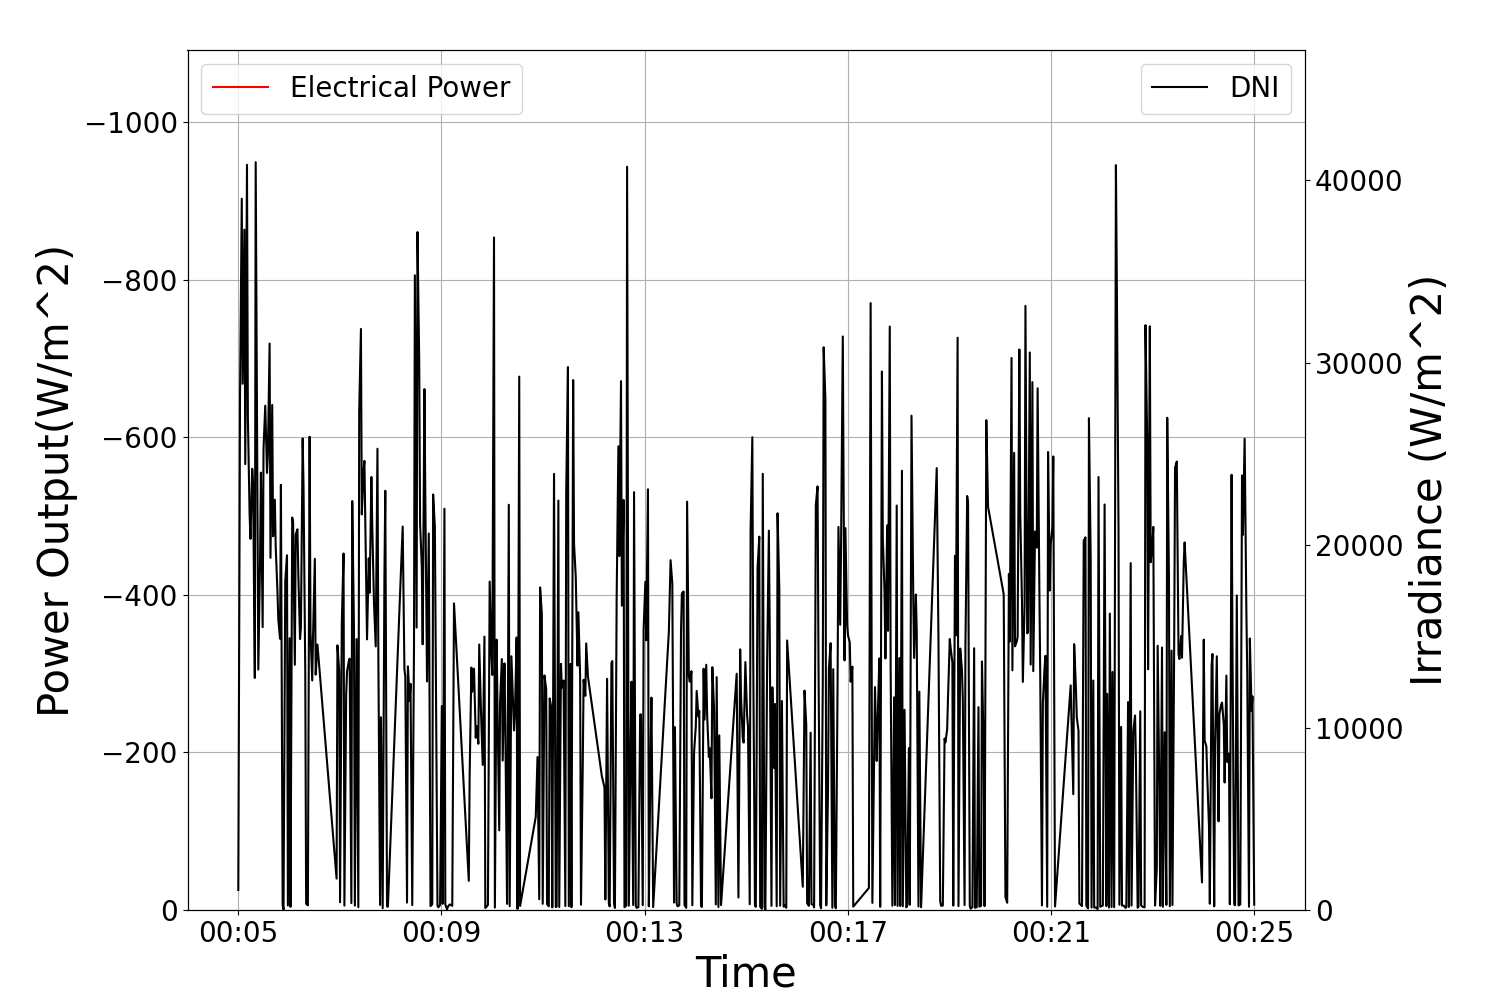 Electrical Power
DNI
−1000
−800
−600
−400
−200
0
Power Output(W/m^2)
40000
30000
20000
10000
0
Irradiance (W/m^2)
00:05 00:09 00:13 00:17 00:21 00:25
Time